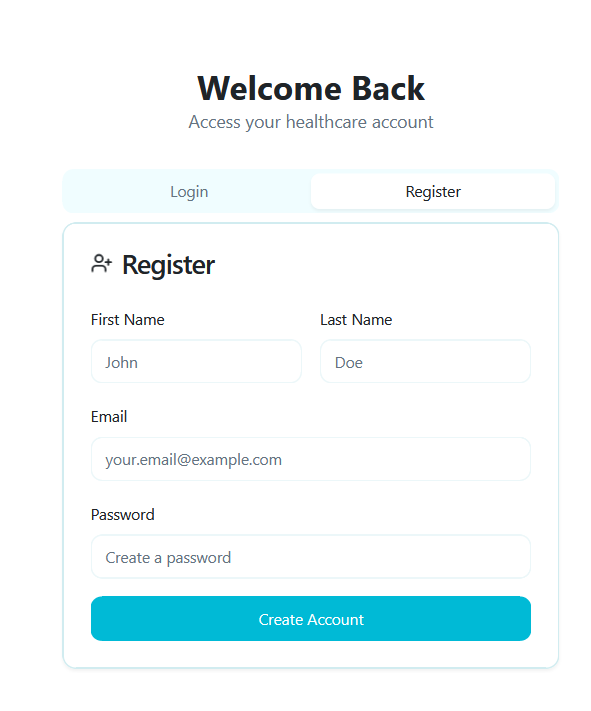 Welcome Back
Access your healthcare account
Login Register
Register
First Name Last Name
John Doe
Email
your.email@example.com
Password
Create a password
Create Account